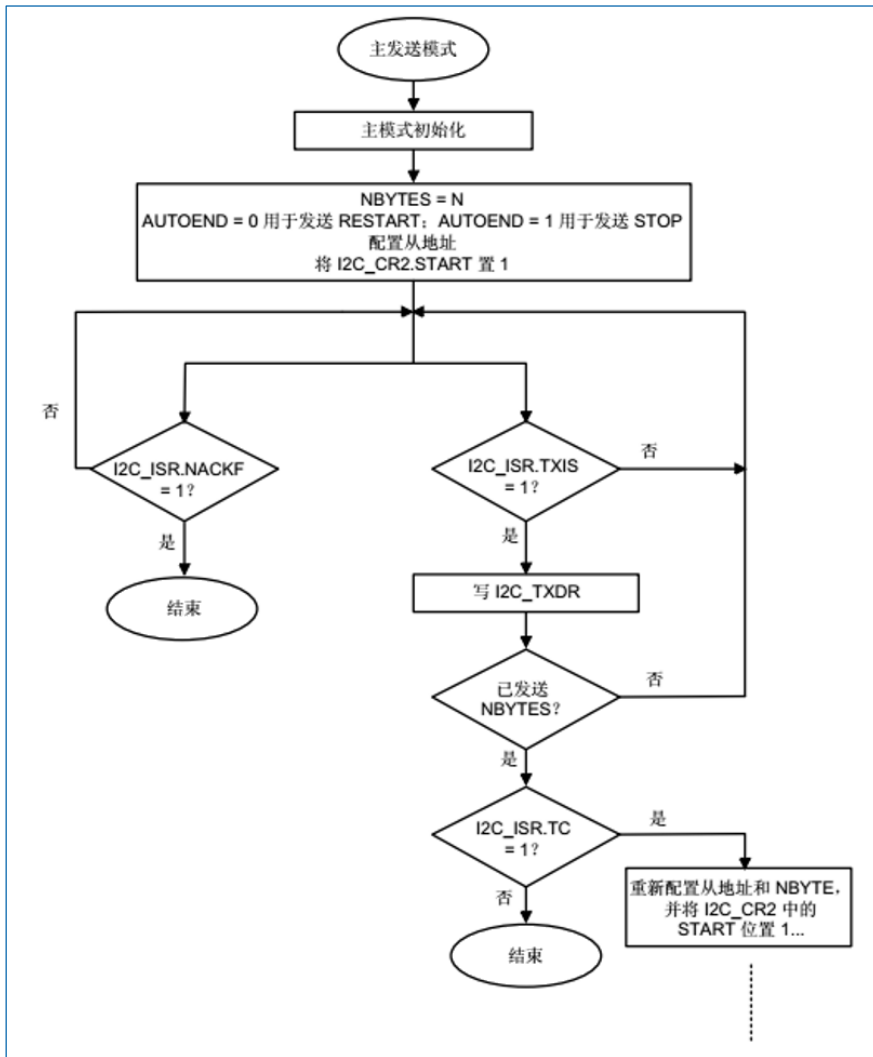 主发送模式
主模式初始化
NBYTES = N
AUTOEND = 0 用于发送 RESTART；AUTOEND = 1 用于发送 STOP
配置从地址
将 I2C_CR2.START 置 1
否
I2C_ISR.NACKF
= 1？
是
结束
I2C_ISR.TXIS
= 1？
否
是
写 I2C_TXDR
已发送
NBYTES？
否
是
I2C_ISR.TC
= 1？
是
否
结束
重新配置从地址和 NBYTE，
并将 I2C_CR2 中的
START 位置 1...